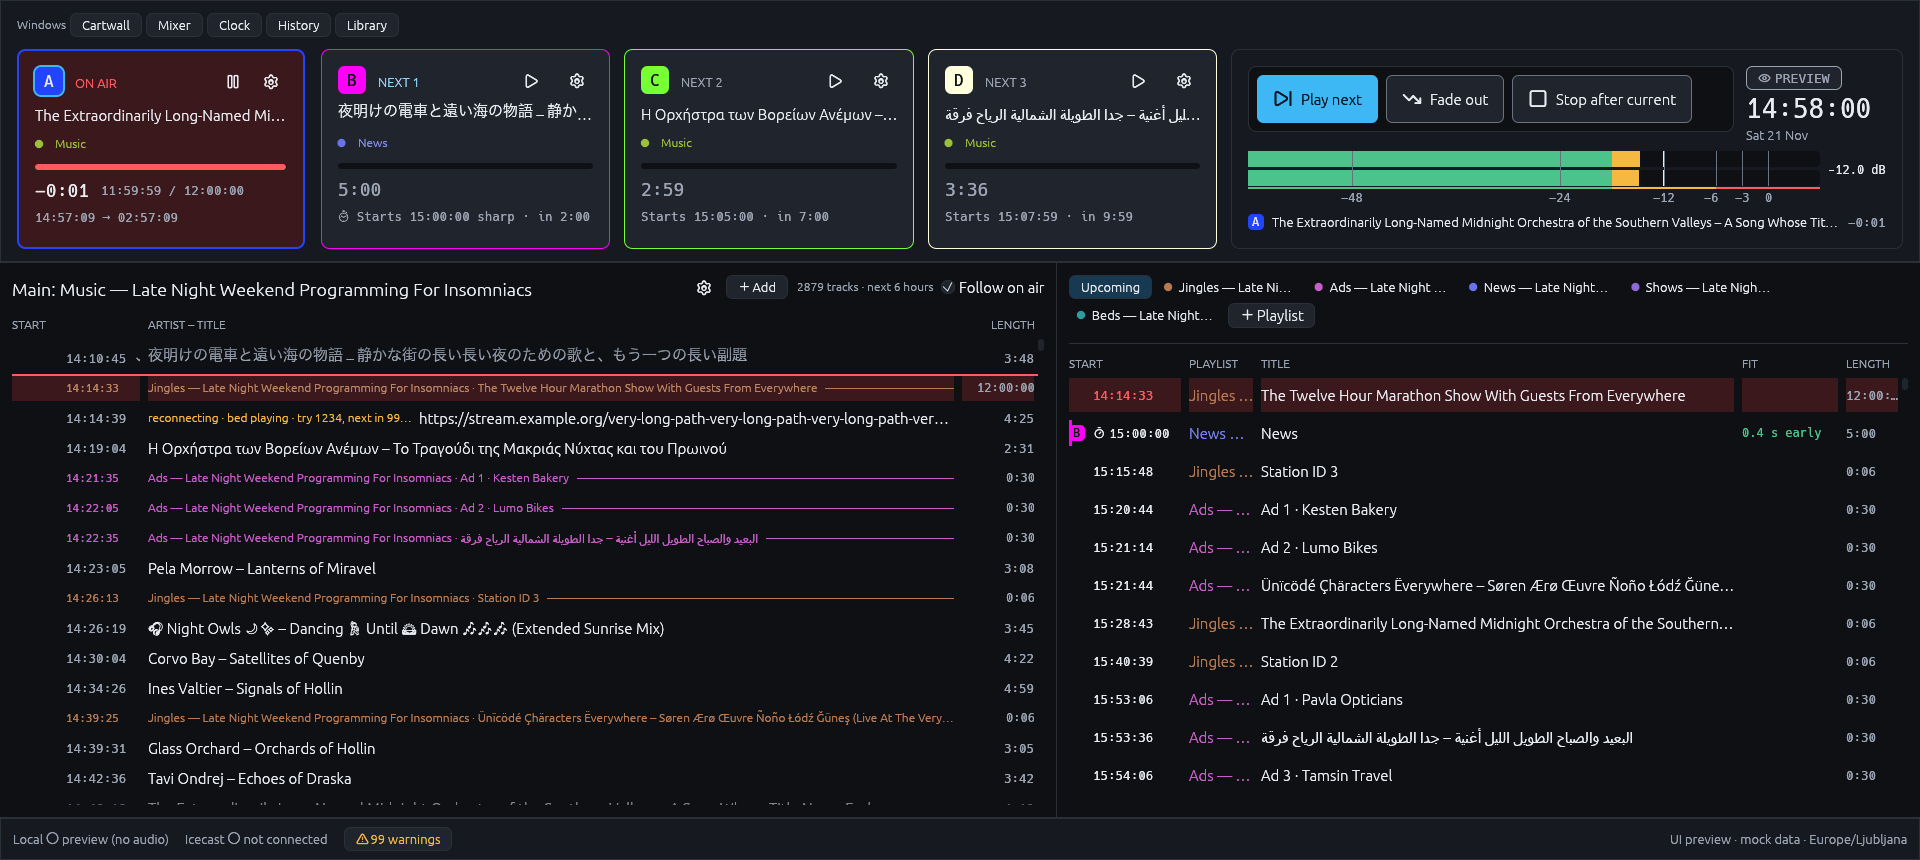 Windows Cartwall Mixer Clock History Library
A ON AIR
The Extraordinarily Long-Named Mi...
Music
−0:01 11:59:59 / 12:00:00
14:57:09 → 02:57:09
B NEXT 1
夜明けの電車と遠い海の物語 – 静か...
News
5:00
Starts 15:00:00 sharp · in 2:00
C NEXT 2
Η Ορχήστρα των Βορείων Ανέμων –...
Music
2:59
Starts 15:05:00 · in 7:00
D NEXT 3
فرقة الرياح الشمالية الطويلة جدا – أغنية الليل...
Music
3:36
Starts 15:07:59 · in 9:59
Play next Fade out Stop after current
PREVIEW
14:58:00
Sat 21 Nov
-12.0 dB
−48 −24 −12 −6 −3 0
A The Extraordinarily Long-Named Midnight Orchestra of the Southern Valleys – A Song Whose Tit... −0:01
Main: Music — Late Night Weekend Programming For Insomniacs
+ Add 2879 tracks · next 6 hours Follow on air
START ARTIST – TITLE LENGTH
14:10:45 夜明けの電車と遠い海の物語 – 静かな街の長い長い夜のための歌と、もう一つの長い副題 3:48
14:14:33 Jingles — Late Night Weekend Programming For Insomniacs · The Twelve Hour Marathon Show With Guests From Everywhere 12:00:00
14:14:39 reconnecting · bed playing · try 1234, next in 99... https://stream.example.org/very-long-path-very-long-path-very-long-path-ver... 4:25
14:19:04 Η Ορχήστρα των Βορείων Ανέμων – Το Τραγούδι της Μακριάς Νύχτας και του Πρωινού 2:31
14:21:35 Ads — Late Night Weekend Programming For Insomniacs · Ad 1 · Kesten Bakery 0:30
14:22:05 Ads — Late Night Weekend Programming For Insomniacs · Ad 2 · Lumo Bikes 0:30
14:22:35 Ads — Late Night Weekend Programming For Insomniacs · فرقة الرياح الشمالية الطويلة جدا – أغنية الليل الطويل والصباح البعيد 0:30
14:23:05 Pela Morrow – Lanterns of Miravel 3:08
14:26:13 Jingles — Late Night Weekend Programming For Insomniacs · Station ID 3 0:06
14:26:19 🎧 Night Owls 🌙✨ – Dancing 💃 Until 🌅 Dawn 🎶🎶🎶 (Extended Sunrise Mix) 3:45
14:30:04 Corvo Bay – Satellites of Quenby 4:22
14:34:26 Ines Valtier – Signals of Hollin 4:59
14:39:25 Jingles — Late Night Weekend Programming For Insomniacs · Ünïcödé Çhäracters Ëverywhere – Søren Ærø Œuvre Ñoño Łódź Ğüneş (Live At The Very... 0:06
14:39:31 Glass Orchard – Orchards of Hollin 3:05
14:42:36 Tavi Ondrej – Echoes of Draska 3:42
Upcoming Jingles — Late Ni... Ads — Late Night ... News — Late Night... Shows — Late Nigh...
Beds — Late Night... + Playlist
START PLAYLIST TITLE FIT LENGTH
14:14:33 Jingles ... The Twelve Hour Marathon Show With Guests From Everywhere 12:00:...
B 15:00:00 News ... News 0.4 s early 5:00
15:15:48 Jingles ... Station ID 3 0:06
15:20:44 Ads — ... Ad 1 · Kesten Bakery 0:30
15:21:14 Ads — ... Ad 2 · Lumo Bikes 0:30
15:21:44 Ads — ... Ünïcödé Çhäracters Ëverywhere – Søren Ærø Œuvre Ñoño Łódź Ğüne... 0:30
15:28:43 Jingles ... The Extraordinarily Long-Named Midnight Orchestra of the Southern... 0:06
15:40:39 Jingles ... Station ID 2 0:06
15:53:06 Ads — ... Ad 1 · Pavla Opticians 0:30
15:53:36 Ads — ... فرقة الرياح الشمالية الطويلة جدا – أغنية الليل الطويل والصباح البعيد 0:30
15:54:06 Ads — ... Ad 3 · Tamsin Travel 0:30
Local preview (no audio) Icecast not connected 99 warnings
UI preview · mock data · Europe/Ljubljana